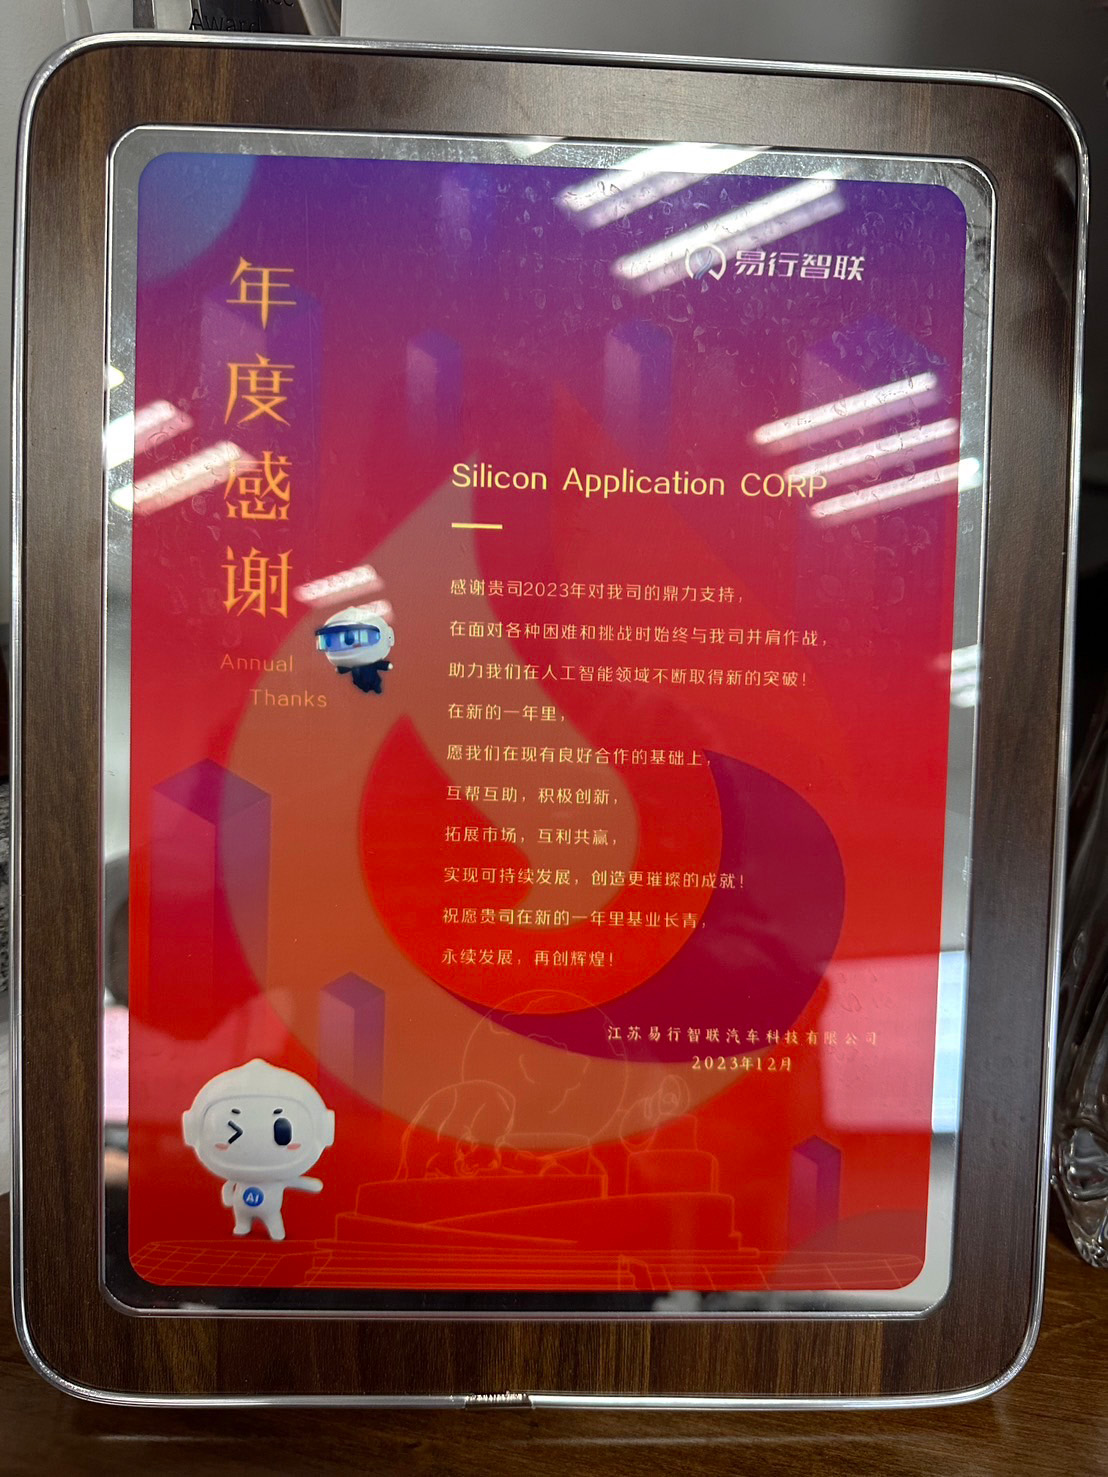 Award
易行智联
年度感谢
Annual
Thanks
Silicon Application CORP
感谢贵司2023年对我司的鼎力支持，
在面对各种困难和挑战时始终与我司并肩作战，
助力我们在人工智能领域不断取得新的突破！
在新的一年里，
愿我们在现有良好合作的基础上，
互帮互助，积极创新，
拓展市场，互利共赢，
实现可持续发展，创造更璀璨的成就！
祝愿贵司在新的一年里基业长青，
永续发展，再创辉煌！
江苏易行智联汽车科技有限公司
2023年12月
AI